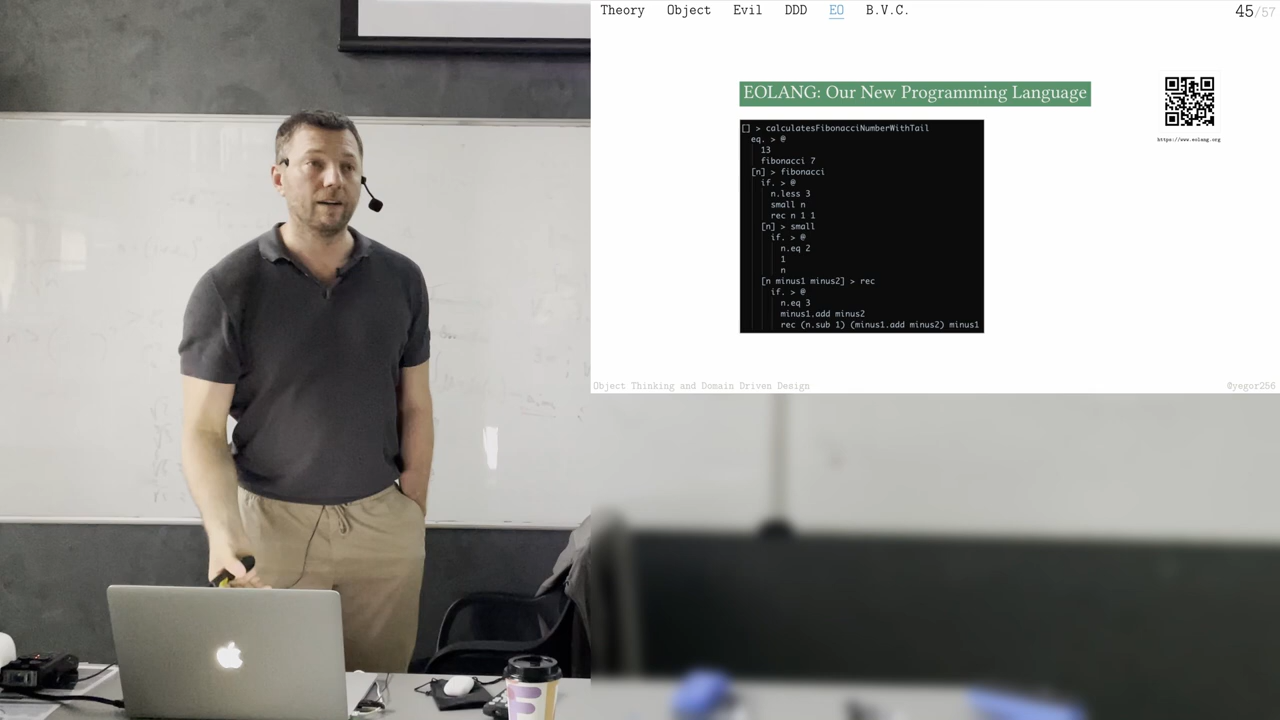 Theory Object Evil DDD EO B.V.C. 45/57
EOLANG: Our New Programming Language
[] > calculatesFibonacciNumberWithTail
eq. > @
13
fibonacci 7
[n] > fibonacci
if. > @
n.less 3
small n
rec n 1 1
[n] > small
if. > @
n.eq 2
1
n
[n minus1 minus2] > rec
if. > @
n.eq 3
minus1.add minus2
rec (n.sub 1) (minus1.add minus2) minus1
https://www.eolang.org
Object Thinking and Domain Driven Design
@yegor256